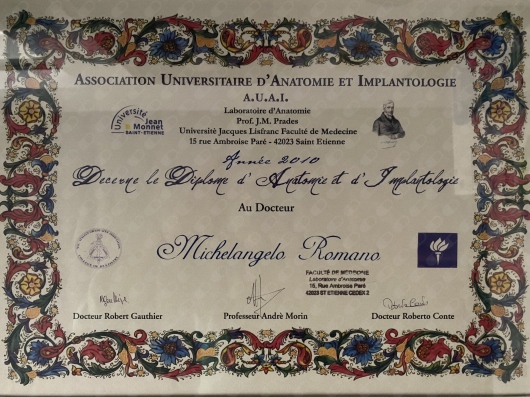 ASSOCIATION UNIVERSITAIRE D'ANATOMIE ET IMPLANTOLOGIE
A.U.A.I.
Laboratoire d'Anatomie
Prof. J.M. Prades
Université Jacques Lisfranc Faculté de Medecine
15 rue Ambroise Paré - 42023 Saint Etienne
Université
Jean
Monnet
SAINT-ETIENNE
Année 2010
Decerne le Diplome d'Anatomie et d'Implantologie
Au Docteur
Michelangelo Romano
FACULTÉ DE MEDECINE
Laboratoire d'Anatomie
15, Rue Ambroise Paré
42023 ST ETIENNE CEDEX 2
Docteur Robert Gauthier
Professeur Andrè Morin
Docteur Roberto Conte